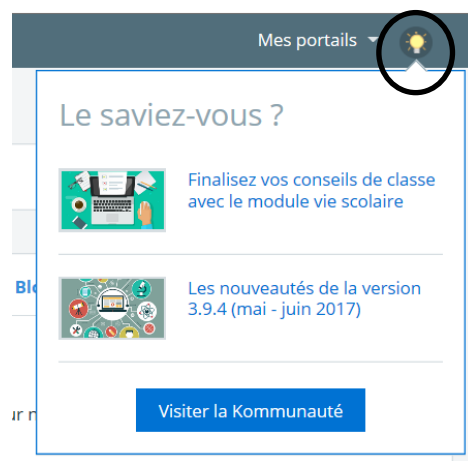 Mes portails
Le saviez-vous ?
Finalisez vos conseils de classe
avec le module vie scolaire
Les nouveautés de la version
3.9.4 (mai - juin 2017)
Visiter la Kommunauté